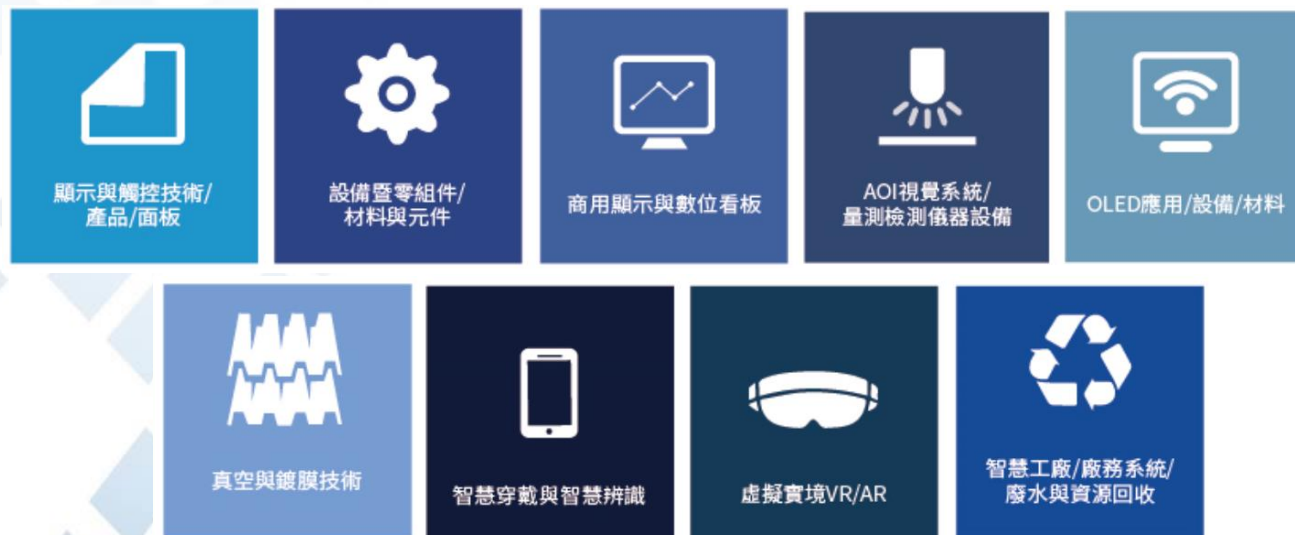 顯示與觸控技術/
產品/面板
設備暨零組件/
材料與元件
商用顯示與數位看板
AOI視覺系統/
量測檢測儀器設備
OLED應用/設備/材料
真空與鍍膜技術
智慧穿戴與智慧辨識
虛擬實境VR/AR
智慧工廠/廠務系統/
廢水與資源回收